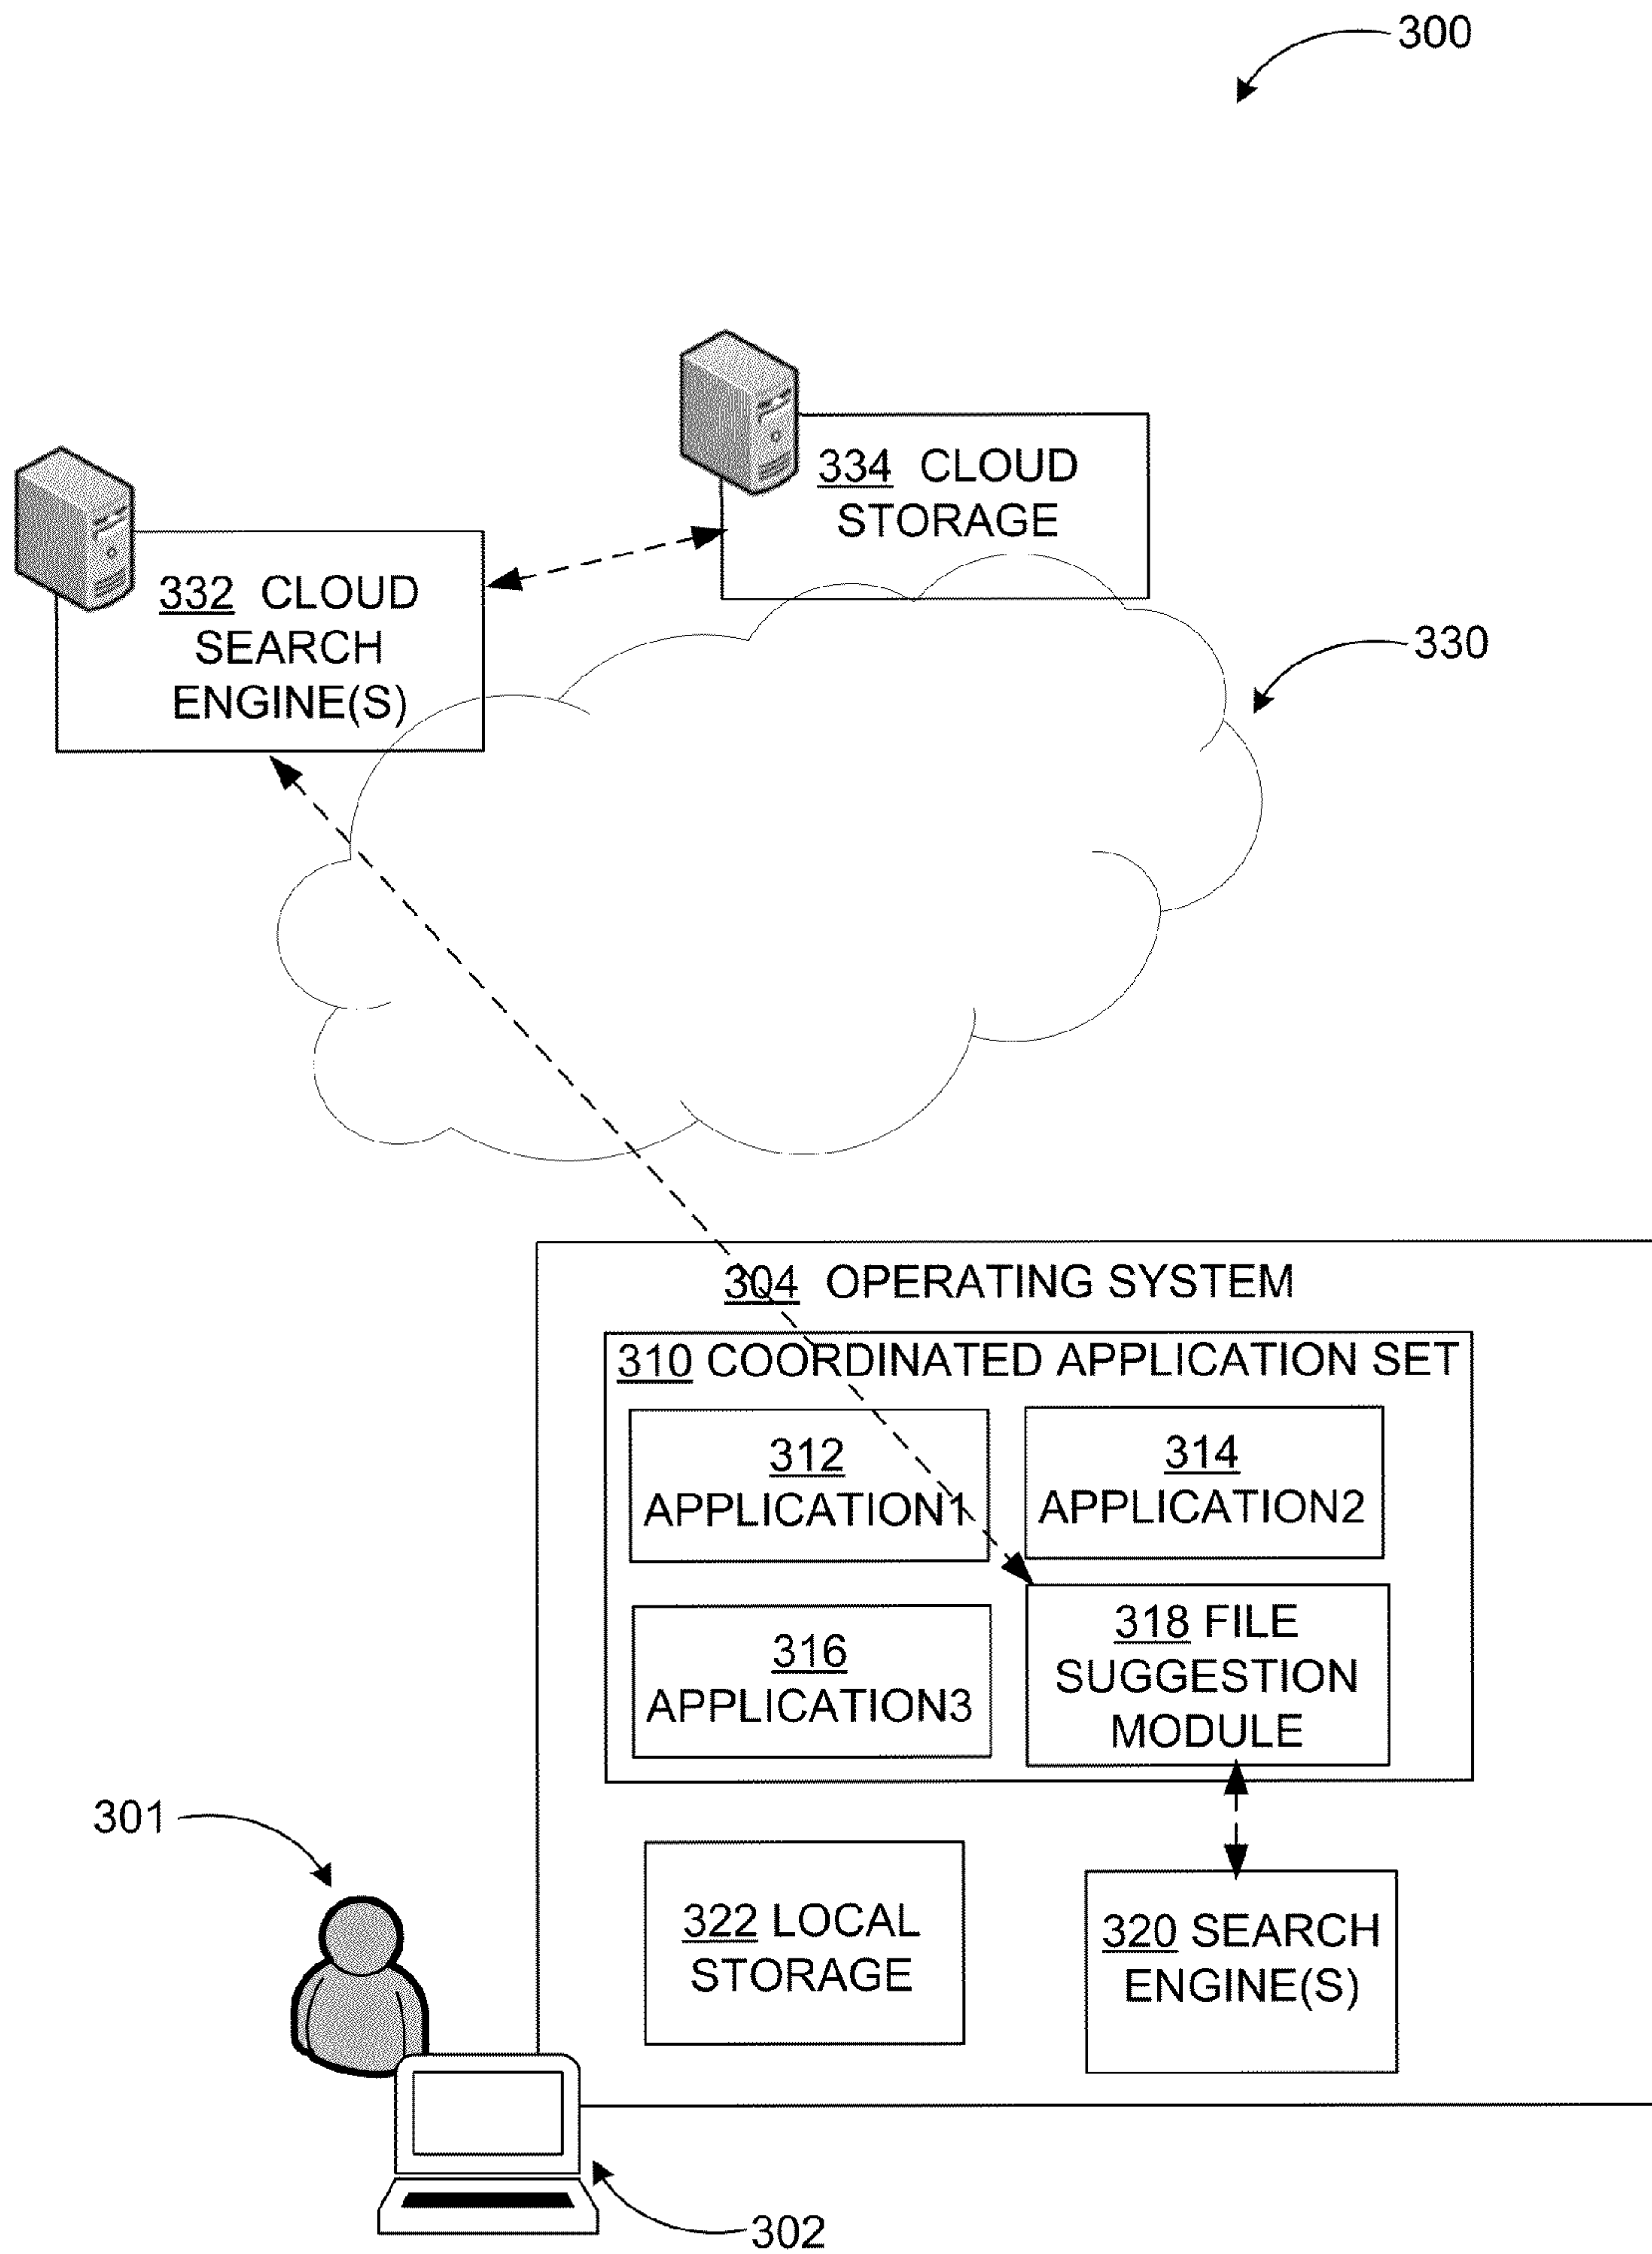 300
334 CLOUD
STORAGE
332 CLOUD
SEARCH
ENGINE(S)
330
304 OPERATING SYSTEM
310 COORDINATED APPLICATION SET
312
APPLICATION1
314
APPLICATION2
316
APPLICATION3
318 FILE
SUGGESTION
MODULE
301
322 LOCAL
STORAGE
320 SEARCH
ENGINE(S)
302